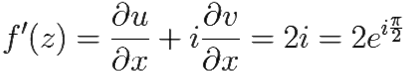 f′(z) = ∂u/∂x + i ∂v/∂x = 2i = 2e^{iπ/2}